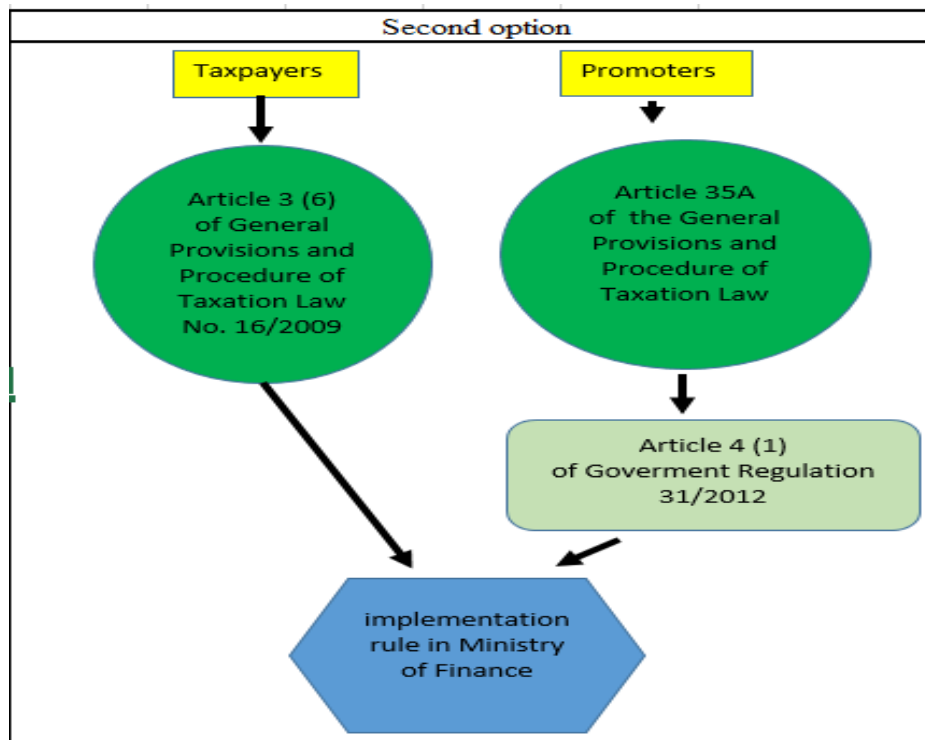 Second option
Taxpayers
Promoters
Article 3 (6)
of General
Provisions and
Procedure of
Taxation Law
No. 16/2009
Article 35A
of the General
Provisions and
Procedure of
Taxation Law
Article 4 (1)
of Goverment Regulation
31/2012
implementation
rule in Ministry
of Finance